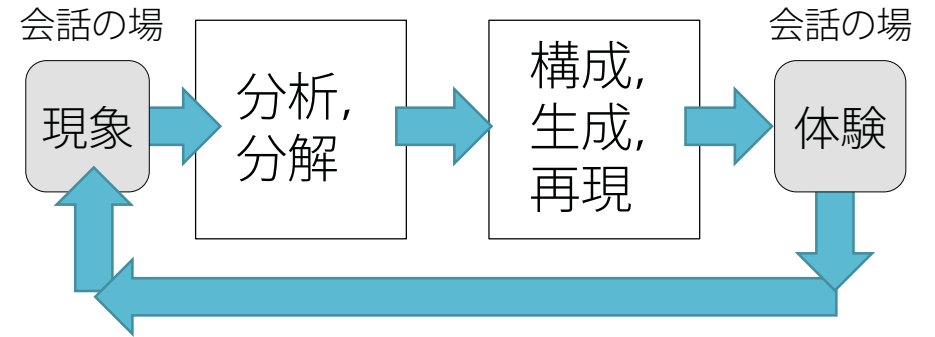 会話の場
会話の場
現象
分析,
分解
構成,
生成,
再現
体験